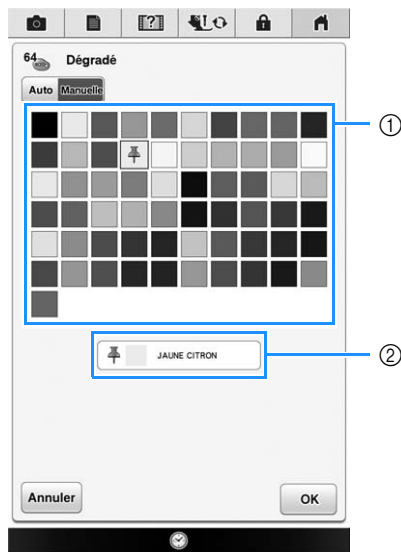 [?]
64 Dégradé
Auto Manuelle
①
JAUNE CITRON
②
Annuler OK